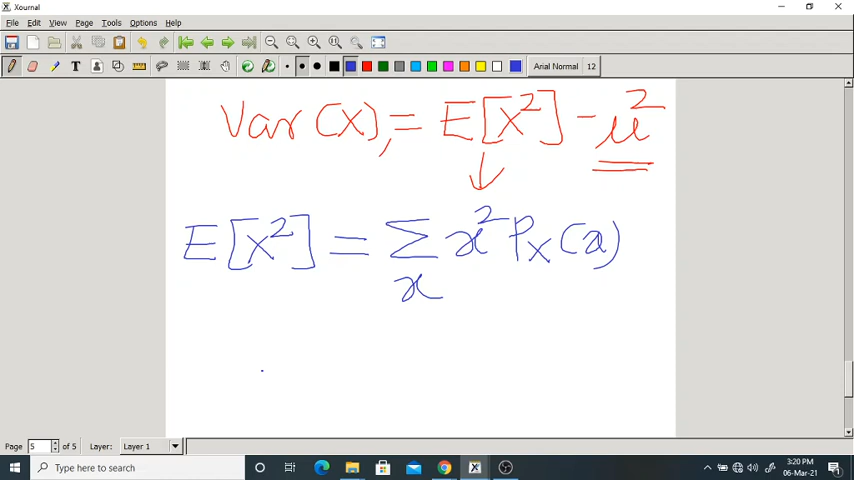 Xournal
File Edit View Page Tools Options Help
Arial Normal 12
Var(X), = E[X²] - μ²
↓
E[X²] = ∑ x² P_X(x)
x
Page 5 of 5 Layer: Layer 1
Type here to search
3:20 PM
06-Mar-21